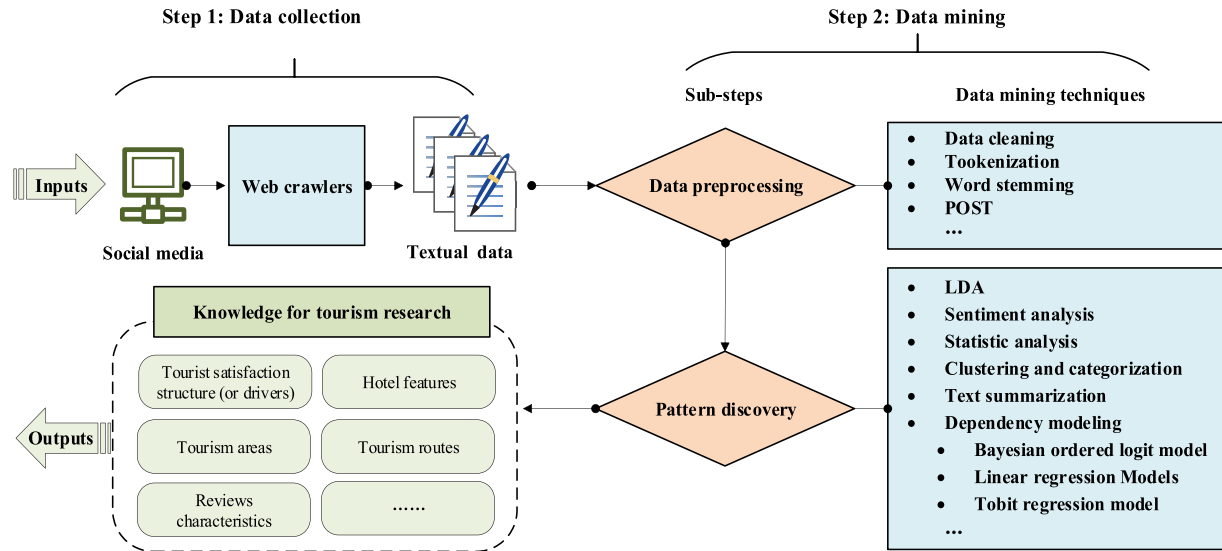 Step 1: Data collection
Step 2: Data mining
Sub-steps
Data mining techniques
Inputs
Social media
Web crawlers
Textual data
Data preprocessing
• Data cleaning
• Tookenization
• Word stemming
• POST
...
Knowledge for tourism research
Tourist satisfaction
structure (or drivers)
Hotel features
Tourism areas
Tourism routes
Reviews
characteristics
......
Outputs
Pattern discovery
• LDA
• Sentiment analysis
• Statistic analysis
• Clustering and categorization
• Text summarization
• Dependency modeling
• Bayesian ordered logit model
• Linear regression Models
• Tobit regression model
...